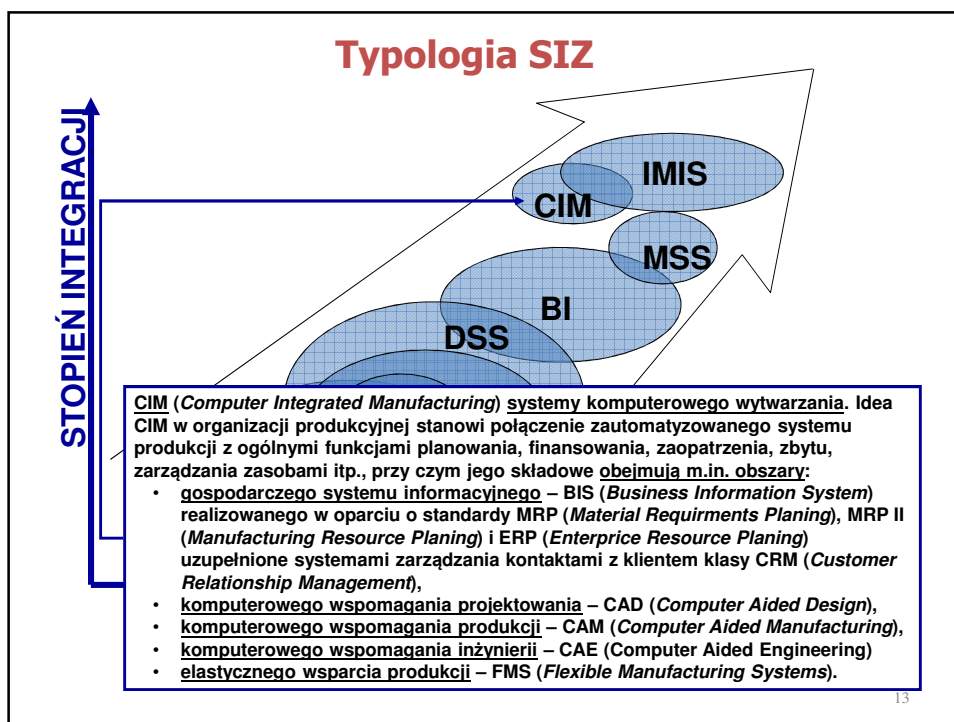 Typologia SIZ
STOPIEŃ INTEGRACJI
IMIS
CIM
MSS
BI
DSS
CIM (Computer Integrated Manufacturing) systemy komputerowego wytwarzania. Idea
CIM w organizacji produkcyjnej stanowi połączenie zautomatyzowanego systemu
produkcji z ogólnymi funkcjami planowania, finansowania, zaopatrzenia, zbytu,
zarządzania zasobami itp., przy czym jego składowe obejmują m.in. obszary:
• gospodarczego systemu informacyjnego – BIS (Business Information System)
realizowanego w oparciu o standardy MRP (Material Requirments Planing), MRP II
(Manufacturing Resource Planing) i ERP (Enterprice Resource Planing)
uzupełnione systemami zarządzania kontaktami z klientem klasy CRM (Customer
Relationship Management),
• komputerowego wspomagania projektowania – CAD (Computer Aided Design),
• komputerowego wspomagania produkcji – CAM (Computer Aided Manufacturing),
• komputerowego wspomagania inżynierii – CAE (Computer Aided Engineering)
• elastycznego wsparcia produkcji – FMS (Flexible Manufacturing Systems).
13